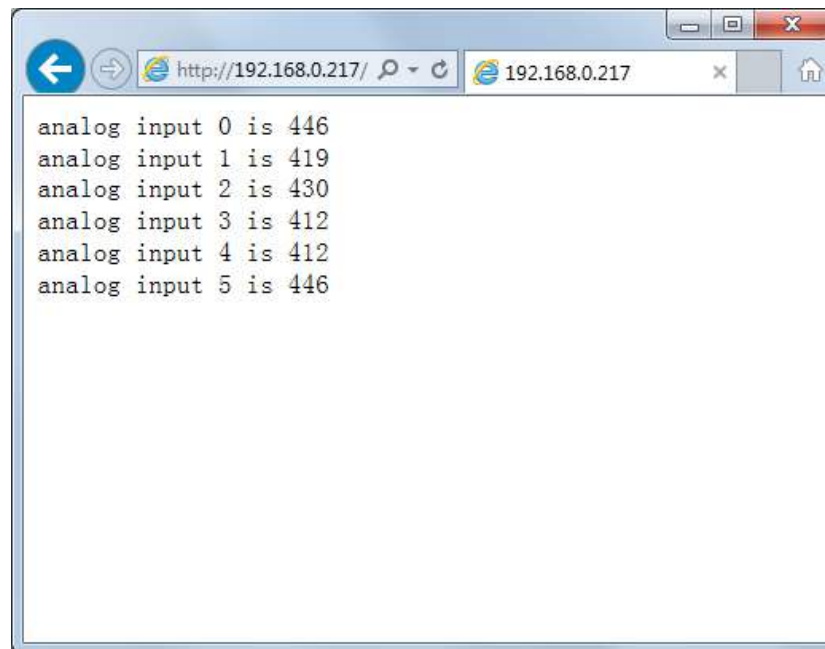 http://192.168.0.217/
192.168.0.217
analog input 0 is 446
analog input 1 is 419
analog input 2 is 430
analog input 3 is 412
analog input 4 is 412
analog input 5 is 446